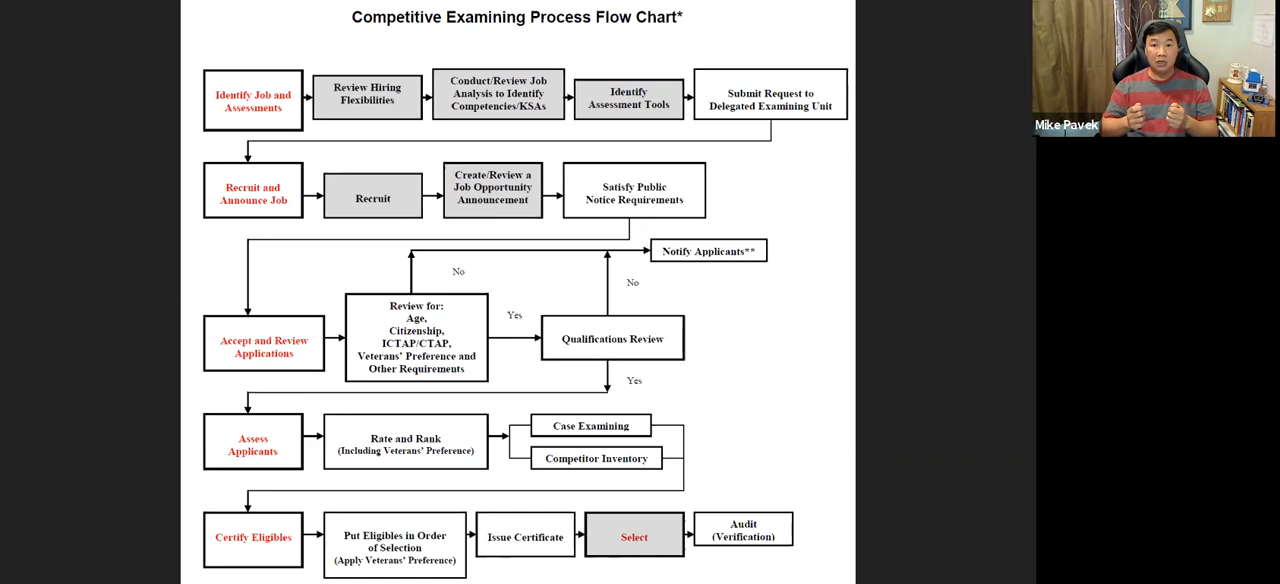 Competitive Examining Process Flow Chart*
Identify Job and
Assessments
Review Hiring
Flexibilities
Conduct/Review Job
Analysis to Identify
Competencies/KSAs
Identify
Assessment Tools
Submit Request to
Delegated Examining Unit
Mike Pavek
Recruit and
Announce Job
Recruit
Create/Review a
Job Opportunity
Announcement
Satisfy Public
Notice Requirements
Notify Applicants**
No
No
Accept and Review
Applications
Review for:
Age,
Citizenship,
ICTAP/CTAP,
Veterans' Preference and
Other Requirements
Yes
Qualifications Review
Yes
Assess
Applicants
Rate and Rank
(Including Veterans' Preference)
Case Examining
Competitor Inventory
Certify Eligibles
Put Eligibles in Order
of Selection
(Apply Veterans' Preference)
Issue Certificate
Select
Audit
(Verification)